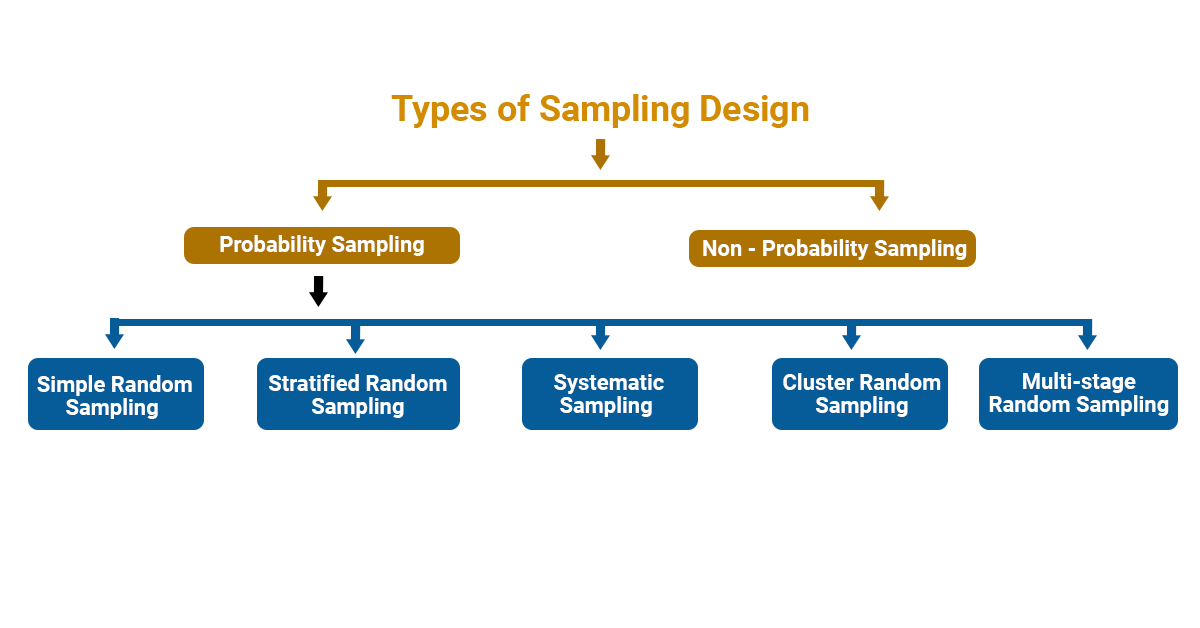 Types of Sampling Design
Probability Sampling
Non - Probability Sampling
Simple Random
Sampling
Stratified Random
Sampling
Systematic
Sampling
Cluster Random
Sampling
Multi-stage
Random Sampling